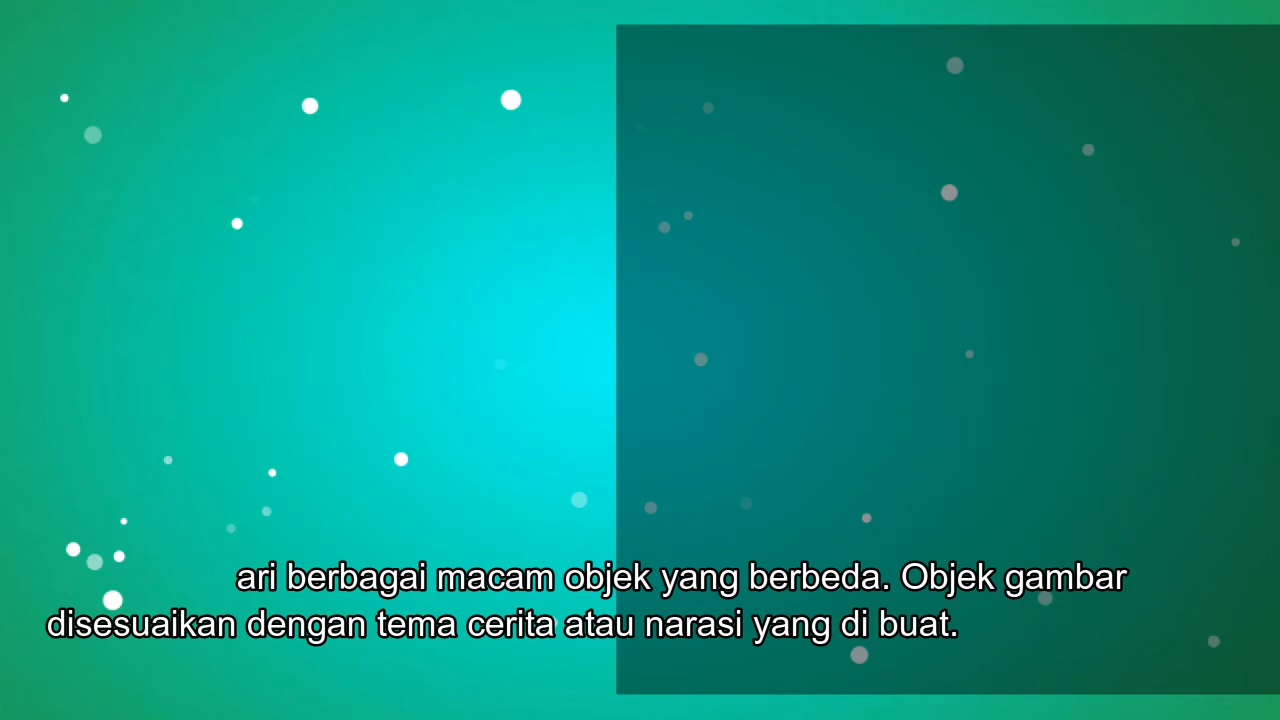 ari berbagai macam objek yang berbeda. Objek gambar
disesuaikan dengan tema cerita atau narasi yang di buat.